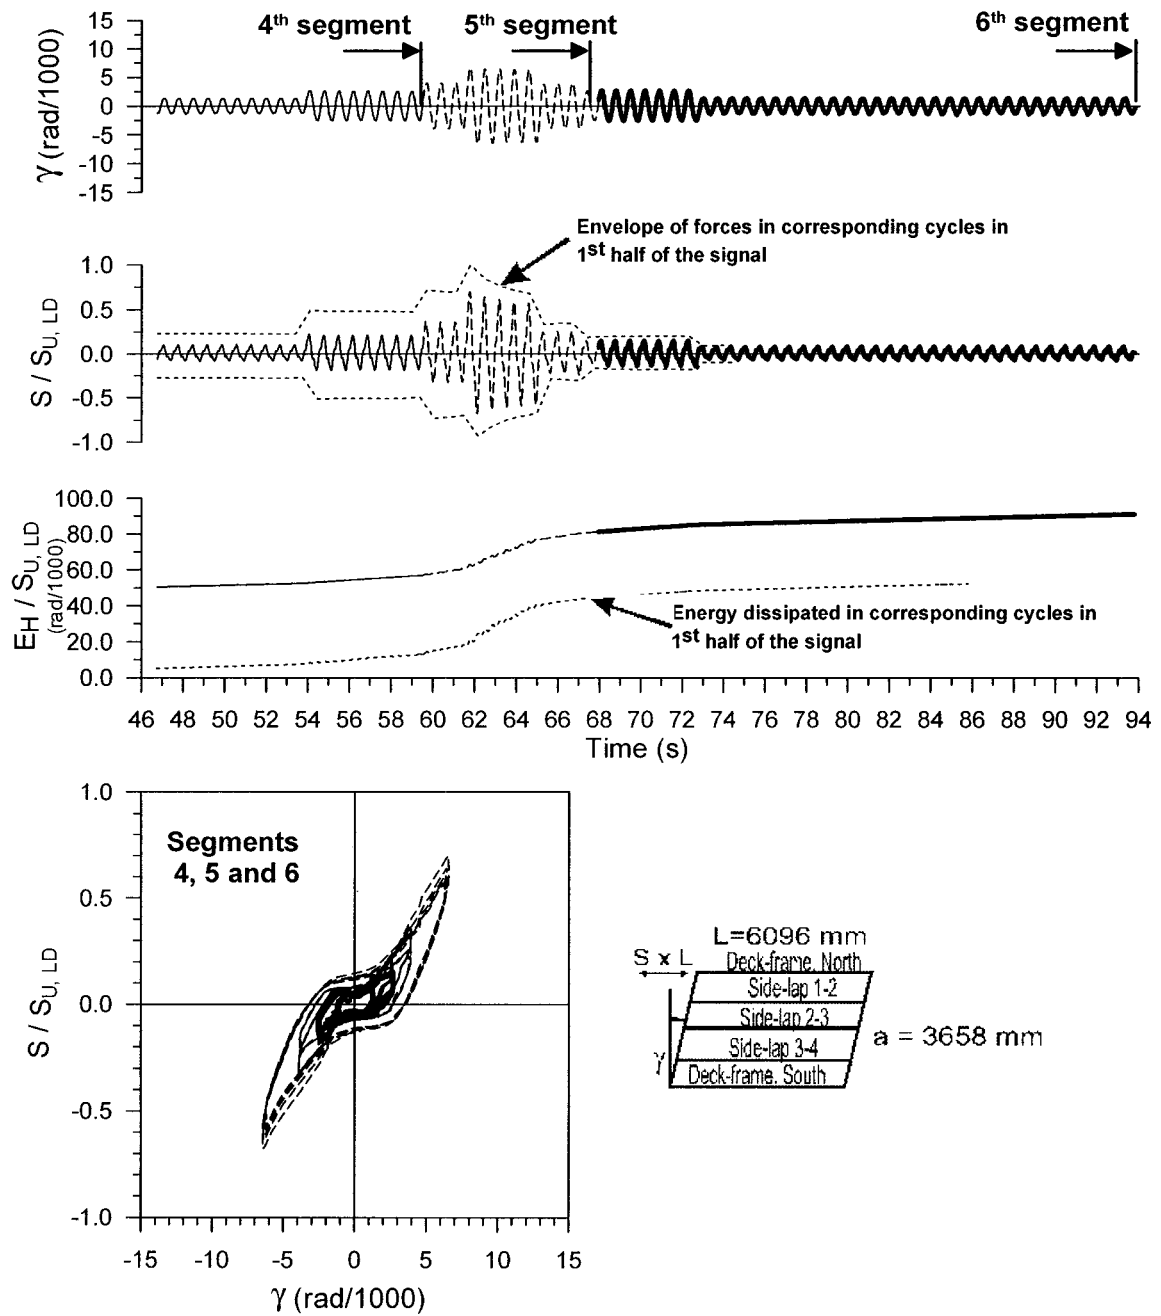 4th segment
5th segment
6th segment
γ (rad/1000)
15
10
5
0
-5
-10
-15
Envelope of forces in corresponding cycles in
1st half of the signal
S / SU, LD
1.0
0.5
0.0
-0.5
-1.0
EH / SU, LD
(rad/1000)
100.0
80.0
60.0
40.0
20.0
0.0
Energy dissipated in corresponding cycles in
1st half of the signal
46 48 50 52 54 56 58 60 62 64 66 68 70 72 74 76 78 80 82 84 86 88 90 92 94
Time (s)
S / SU, LD
1.0
0.5
0.0
-0.5
-1.0
Segments
4, 5 and 6
-15 -10 -5 0 5 10 15
γ (rad/1000)
L=6096 mm
S x L
Deck-frame. North
Side-lap 1-2
Side-lap 2-3
Side-lap 3-4
Deck-frame. South
γ
a = 3658 mm